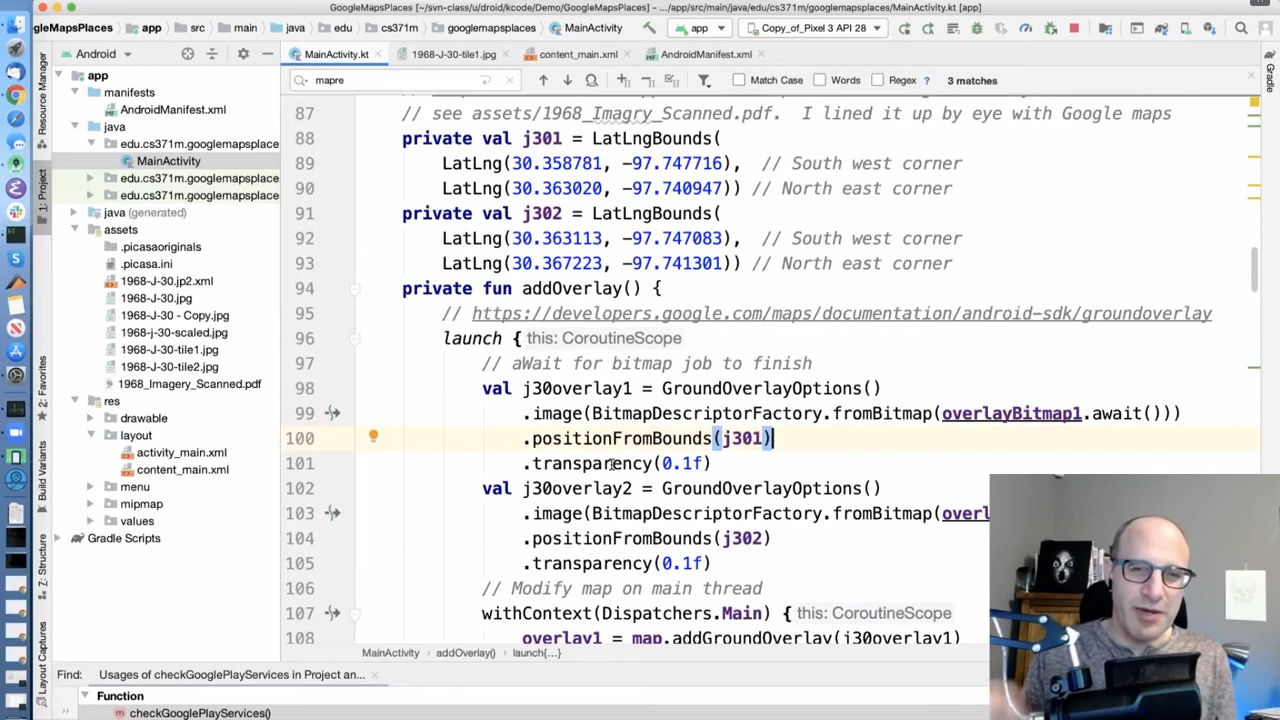 GoogleMapsPlaces [~/svn-class/u/droid/kcode/Demo/GoogleMapsPlaces] - .../app/src/main/java/edu/cs371m/googlemapsplaces/MainActivity.kt [app]
gleMapsPlaces app src main java edu cs371m googlemapsplaces MainActivity app Copy_of_Pixel 3 API 28
Android MainActivity.kt 1968-J-30-tile1.jpg content_main.xml AndroidManifest.xml
mapre Match Case Words Regex ? 3 matches
Resource Manager
1: Project
2: Favorites
Build Variants
7: Structure
Layout Captures
Gradle
app
manifests
AndroidManifest.xml
java
edu.cs371m.googlemapsplace
MainActivity
edu.cs371m.googlemapsplace
edu.cs371m.googlemapsplace
java (generated)
assets
.picasaoriginals
.picasa.ini
1968-J-30.jp2.xml
1968-J-30.jpg
1968-J-30 - Copy.jpg
1968-j-30-scaled.jpg
1968-J-30-tile1.jpg
1968-J-30-tile2.jpg
1968_Imagery_Scanned.pdf
res
drawable
layout
activity_main.xml
content_main.xml
menu
mipmap
values
Gradle Scripts
87 // see assets/1968_Imagry_Scanned.pdf. I lined it up by eye with Google maps
88 private val j301 = LatLngBounds(
89 LatLng(30.358781, -97.747716), // South west corner
90 LatLng(30.363020, -97.740947)) // North east corner
91 private val j302 = LatLngBounds(
92 LatLng(30.363113, -97.747083), // South west corner
93 LatLng(30.367223, -97.741301)) // North east corner
94 private fun addOverlay() {
95 // https://developers.google.com/maps/documentation/android-sdk/groundoverlay
96 launch { this: CoroutineScope
97 // aWait for bitmap job to finish
98 val j30overlay1 = GroundOverlayOptions()
99 .image(BitmapDescriptorFactory.fromBitmap(overlayBitmap1.await()))
100 .positionFromBounds(j301)
101 .transparency(0.1f)
102 val j30overlay2 = GroundOverlayOptions()
103 .image(BitmapDescriptorFactory.fromBitmap(overl
104 .positionFromBounds(j302)
105 .transparency(0.1f)
106 // Modify map on main thread
107 withContext(Dispatchers.Main) { this: CoroutineScope
108 overlay1 = map.addGroundOverlay(j30overlay1)
MainActivity addOverlay() launch{...}
Find: Usages of checkGooglePlayServices in Project an...
Function
checkGooglePlayServices()